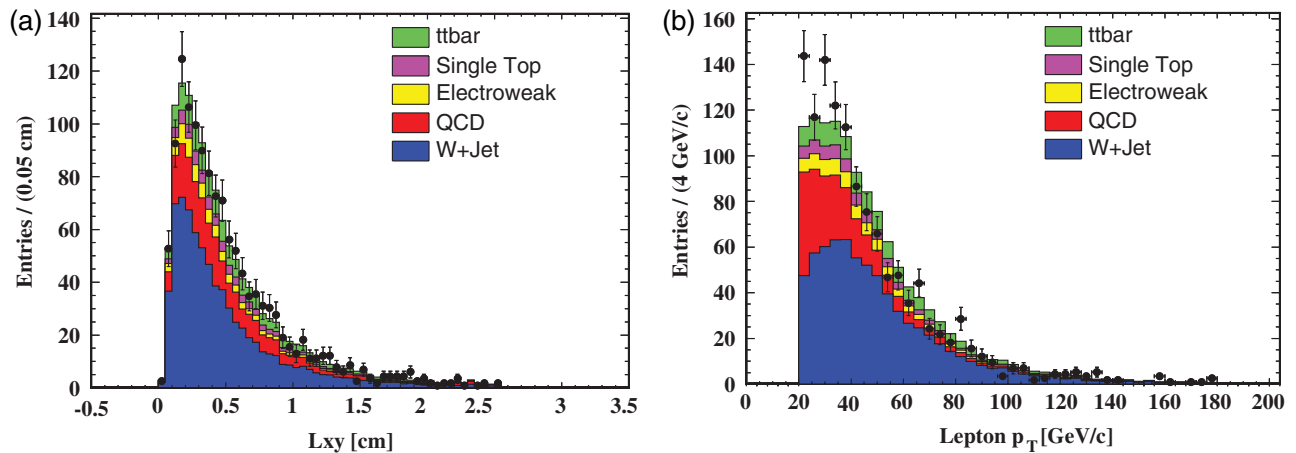 (a)
Entries / (0.05 cm)
140
120
100
80
60
40
20
0
-0.5
0
0.5
1
1.5
2
2.5
3
3.5
Lxy [cm]
ttbar
Single Top
Electroweak
QCD
W+Jet
(b)
Entries / (4 GeV/c)
160
140
120
100
80
60
40
20
0
0
20
40
60
80
100
120
140
160
180
200
Lepton p_T [GeV/c]
ttbar
Single Top
Electroweak
QCD
W+Jet